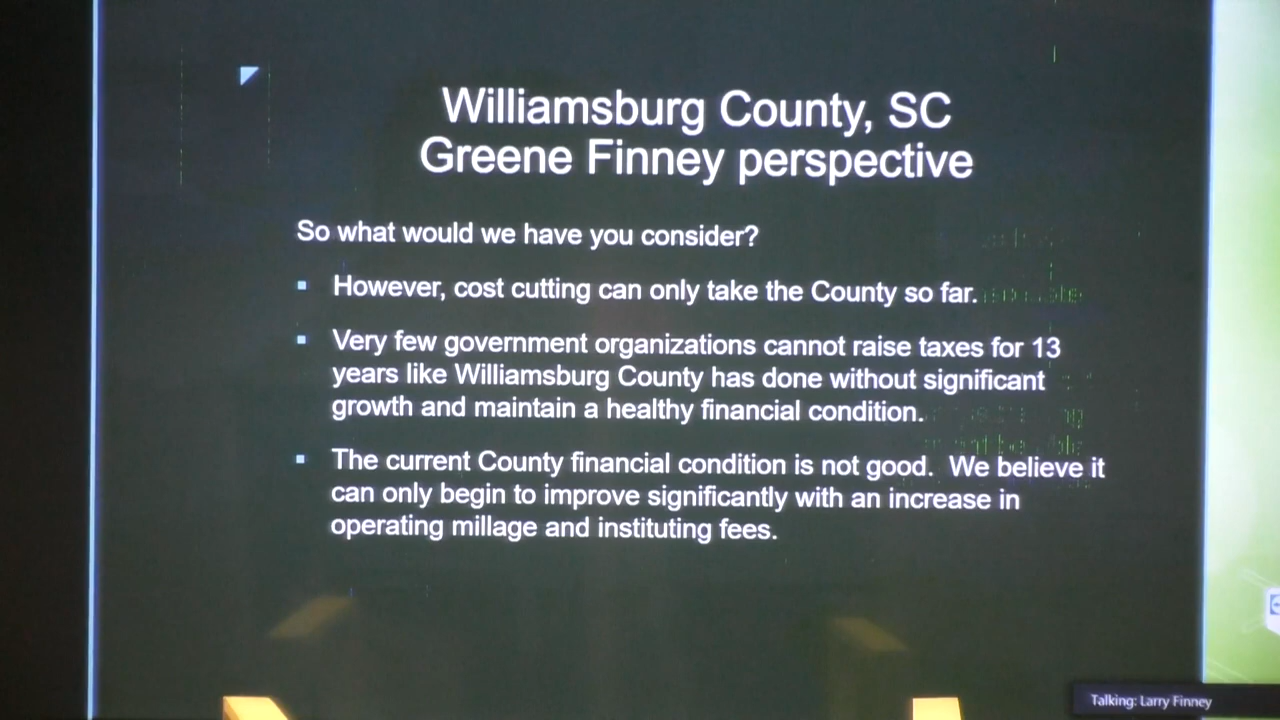 Williamsburg County, SC
Greene Finney perspective
So what would we have you consider?
However, cost cutting can only take the County so far.
Very few government organizations cannot raise taxes for 13
years like Williamsburg County has done without significant
growth and maintain a healthy financial condition.
The current County financial condition is not good. We believe it
can only begin to improve significantly with an increase in
operating millage and instituting fees.
Talking: Larry Finney